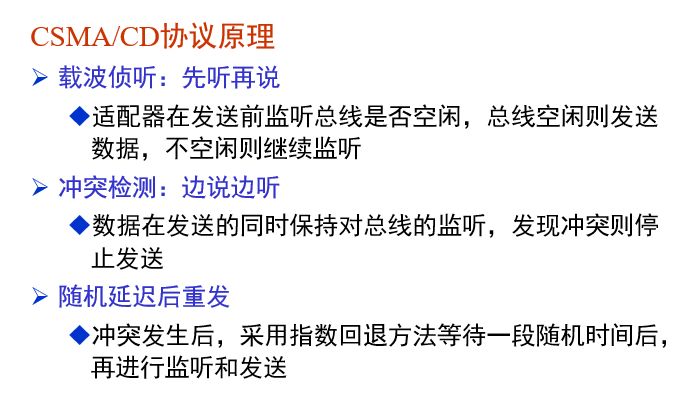 CSMA/CD协议原理
载波侦听：先听再说
适配器在发送前监听总线是否空闲，总线空闲则发送
数据，不空闲则继续监听
冲突检测：边说边听
数据在发送的同时保持对总线的监听，发现冲突则停
止发送
随机延迟后重发
冲突发生后，采用指数回退方法等待一段随机时间后，
再进行监听和发送